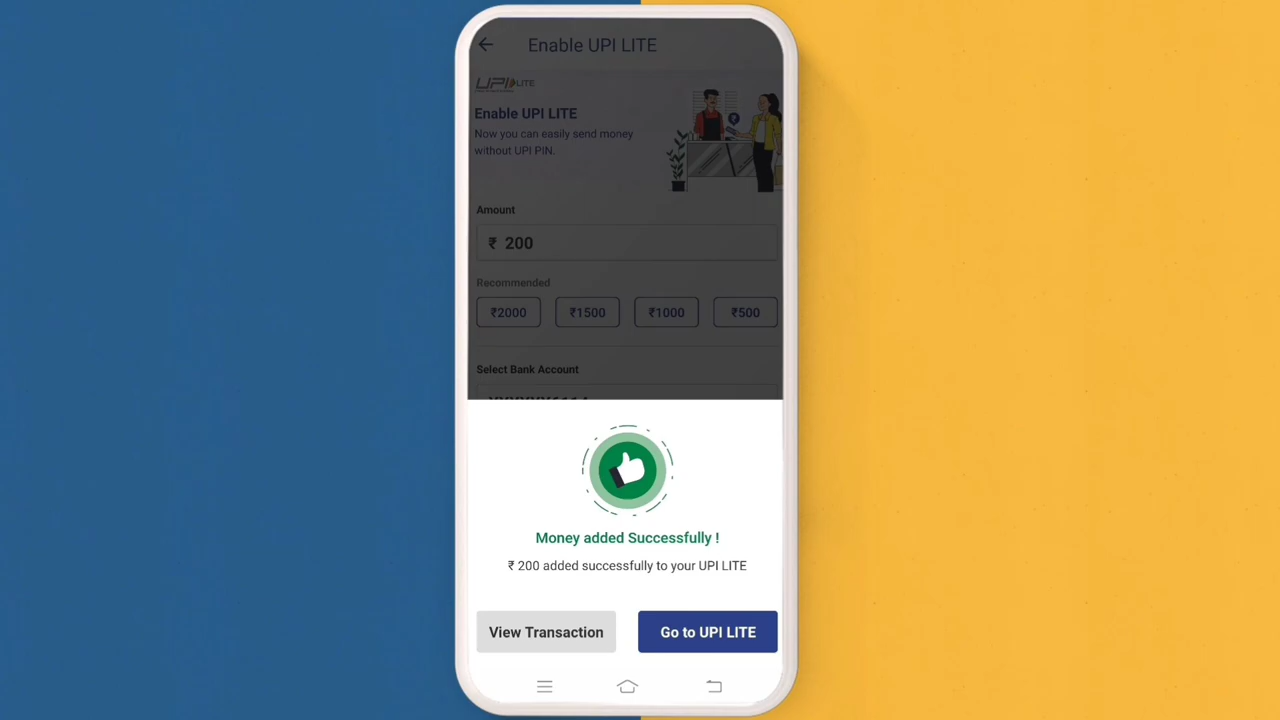 Enable UPI LITE
UPI LITE
Enable UPI LITE
Now you can easily send money
without UPI PIN.
Amount
₹ 200
Recommended
₹2000 ₹1500 ₹1000 ₹500
Select Bank Account
Money added Successfully !
₹ 200 added successfully to your UPI LITE
View Transaction Go to UPI LITE